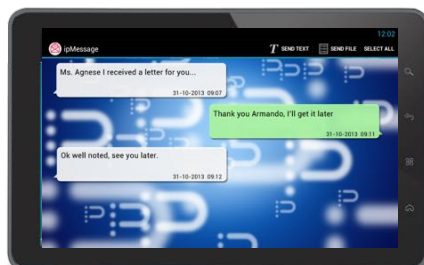 12:02
ipMessage
SEND TEXT
SEND FILE
SELECT ALL
Ms. Agnese I received a letter for you...
31-10-2013 09:07
Thank you Armando, I'll get it later
31-10-2013 09:11
Ok well noted, see you later.
31-10-2013 09:12